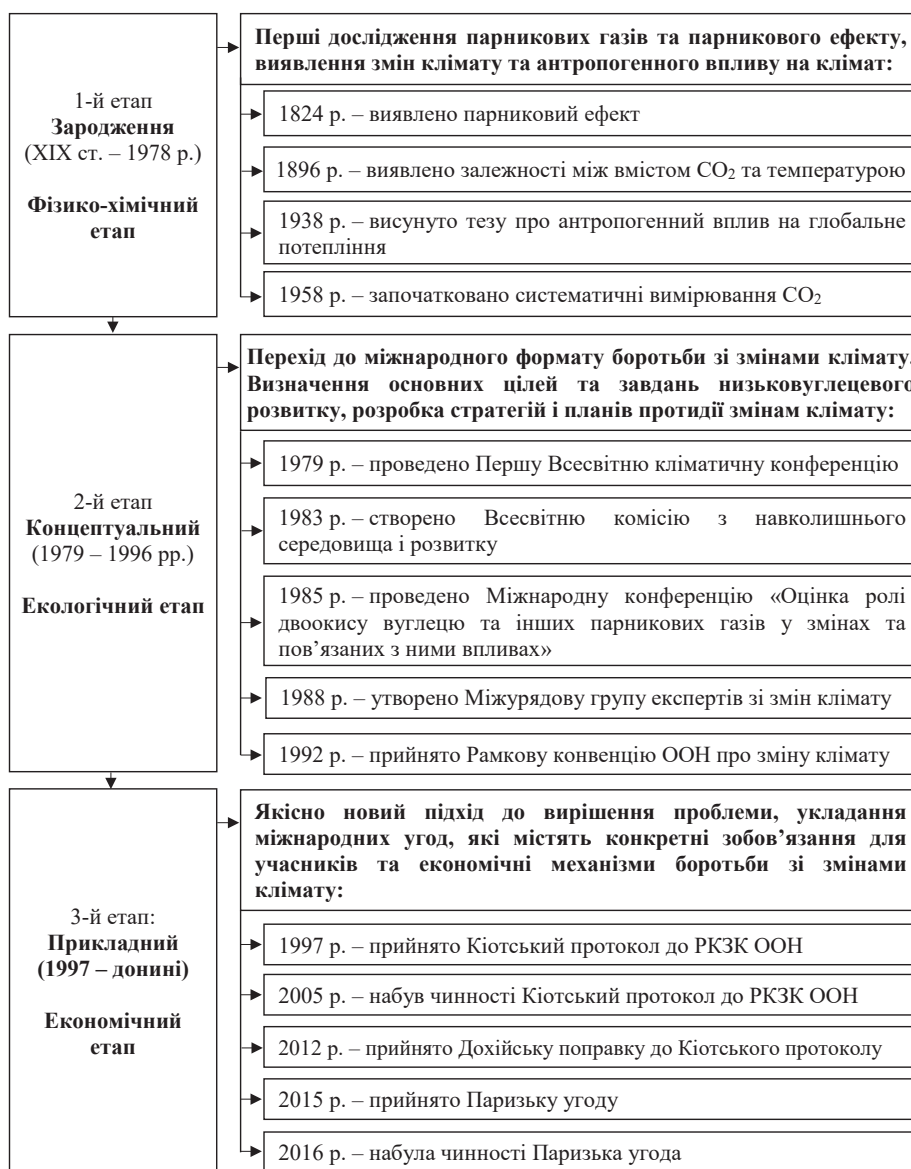 1-й етап
Зародження
(ХІХ ст. – 1978 р.)
Фізико-хімічний
етап
Перші дослідження парникових газів та парникового ефекту,
виявлення змін клімату та антропогенного впливу на клімат:
1824 р. – виявлено парниковий ефект
1896 р. – виявлено залежності між вмістом CO₂ та температурою
1938 р. – висунуто тезу про антропогенний вплив на глобальне
потепління
1958 р. – започатковано систематичні вимірювання CO₂
2-й етап
Концептуальний
(1979 – 1996 рр.)
Екологічний етап
Перехід до міжнародного формату боротьби зі змінами клімату.
Визначення основних цілей та завдань низьковуглецевого
розвитку, розробка стратегій і планів протидії змінам клімату:
1979 р. – проведено Першу Всесвітню кліматичну конференцію
1983 р. – створено Всесвітню комісію з навколишнього
середовища і розвитку
1985 р. – проведено Міжнародну конференцію «Оцінка ролі
двоокису вуглецю та інших парникових газів у змінах та
пов’язаних з ними впливах»
1988 р. – утворено Міжурядову групу експертів зі змін клімату
1992 р. – прийнято Рамкову конвенцію ООН про зміну клімату
3-й етап:
Прикладний
(1997 – донині)
Економічний
етап
Якісно новий підхід до вирішення проблеми, укладання
міжнародних угод, які містять конкретні зобов’язання для
учасників та економічні механізми боротьби зі змінами
клімату:
1997 р. – прийнято Кіотський протокол до РКЗК ООН
2005 р. – набув чинності Кіотський протокол до РКЗК ООН
2012 р. – прийнято Дохійську поправку до Кіотського протоколу
2015 р. – прийнято Паризьку угоду
2016 р. – набула чинності Паризька угода